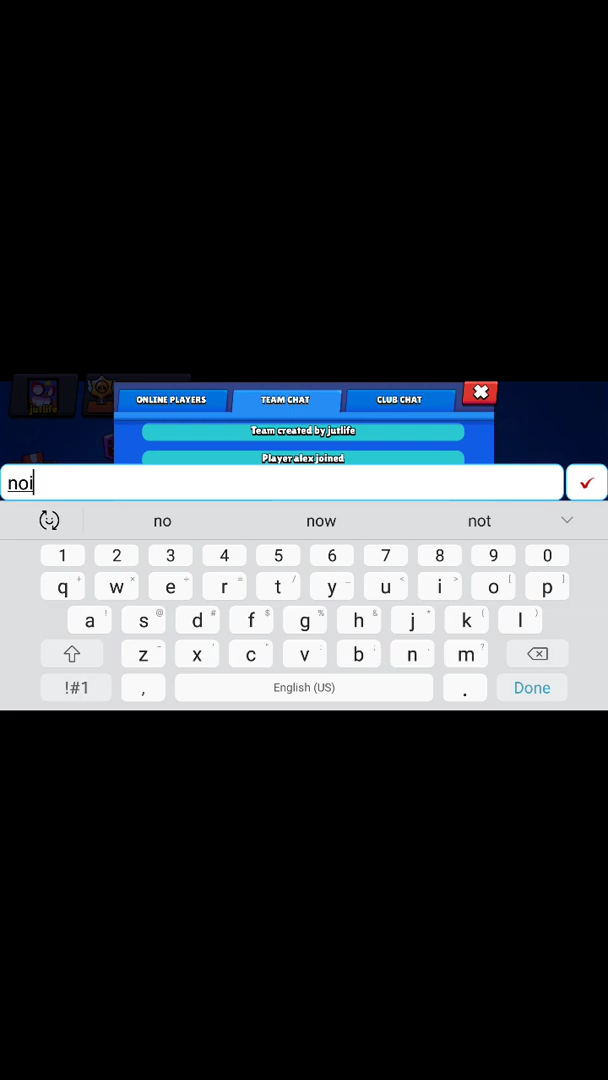 jutlife
ONLINE PLAYERS
TEAM CHAT
CLUB CHAT
Team created by jutlife
Player alex joined
noi
no now not
1 2 3 4 5 6 7 8 9 0
q + w × e ÷ r = t / y _ u < i > o [ p ]
a ! s @ d # f $ g % h & j * k ( l )
z - x ' c " v : b ; n , m ?
!#1 , English (US) . Done